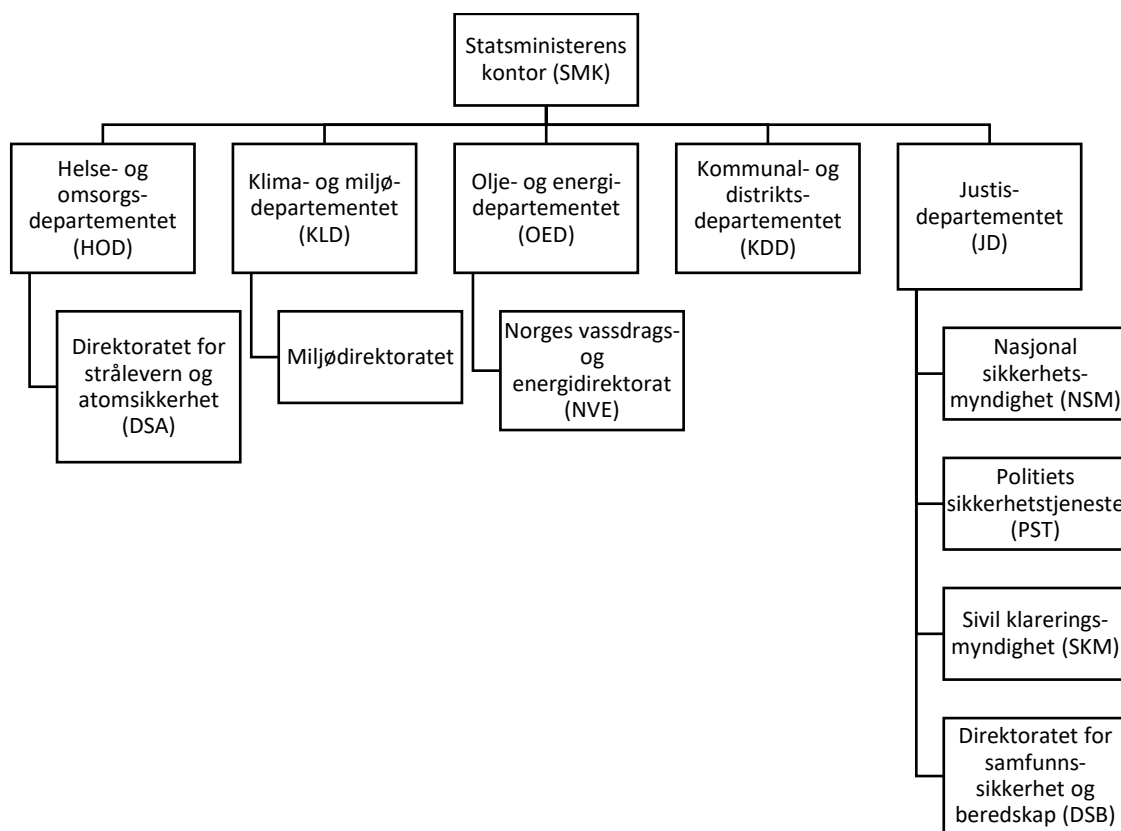 Statsministerens
kontor (SMK)
Helse- og
omsorgs-
departementet
(HOD)
Klima- og miljø-
departementet
(KLD)
Olje- og energi-
departementet
(OED)
Kommunal- og
distrikts-
departementet
(KDD)
Justis-
departementet
(JD)
Direktoratet for
strålevern og
atomsikkerhet
(DSA)
Miljødirektoratet
Norges vassdrags-
og
energidirektorat
(NVE)
Nasjonal
sikkerhets-
myndighet (NSM)
Politiets
sikkerhetstjeneste
(PST)
Sivil klarerings-
myndighet (SKM)
Direktoratet for
samfunns-
sikkerhet og
beredskap (DSB)